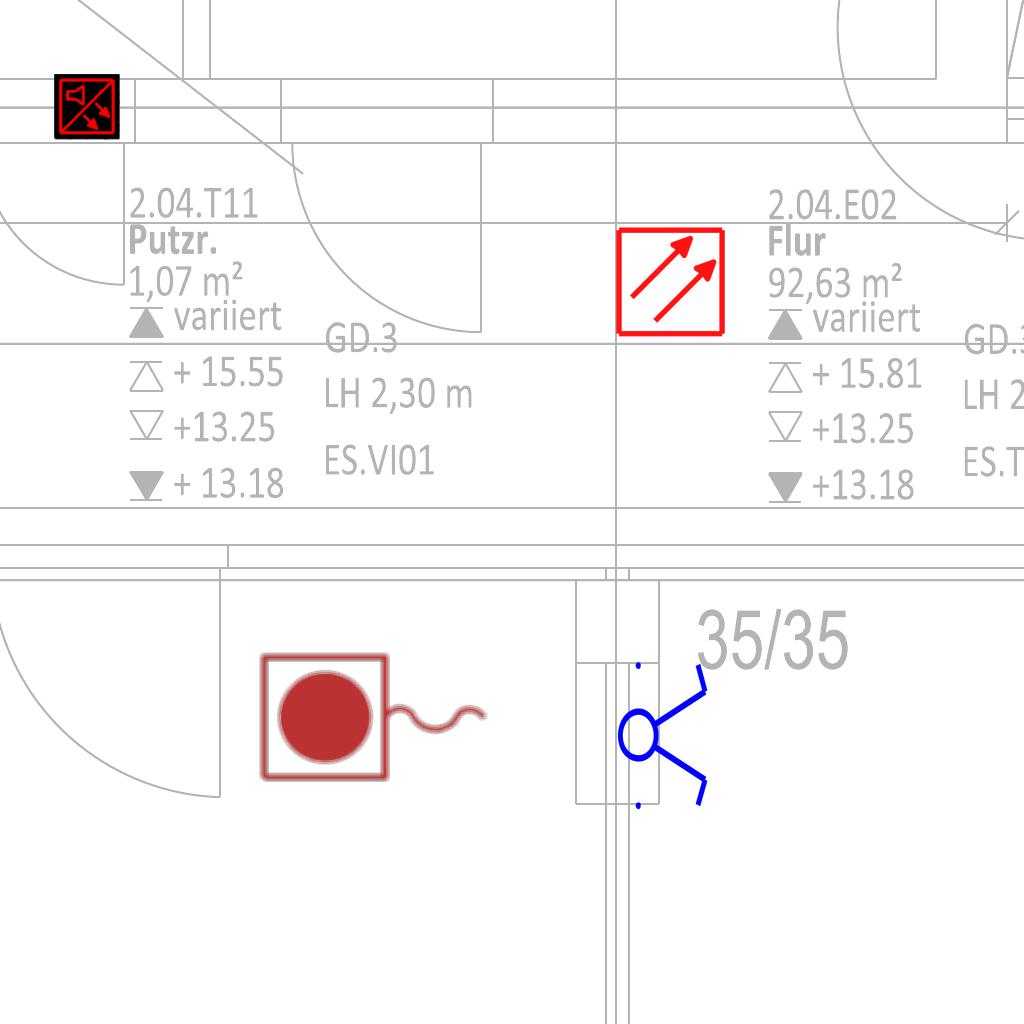 2.04.T11
Putzr.
1,07 m²
variiert
+ 15.55
+13.25
+ 13.18
GD.3
LH 2,30 m
ES.VI01
2.04.E02
Flur
92,63 m²
variiert
+ 15.81
+13.25
+13.18
GD.3
LH 2
ES.T
35/35